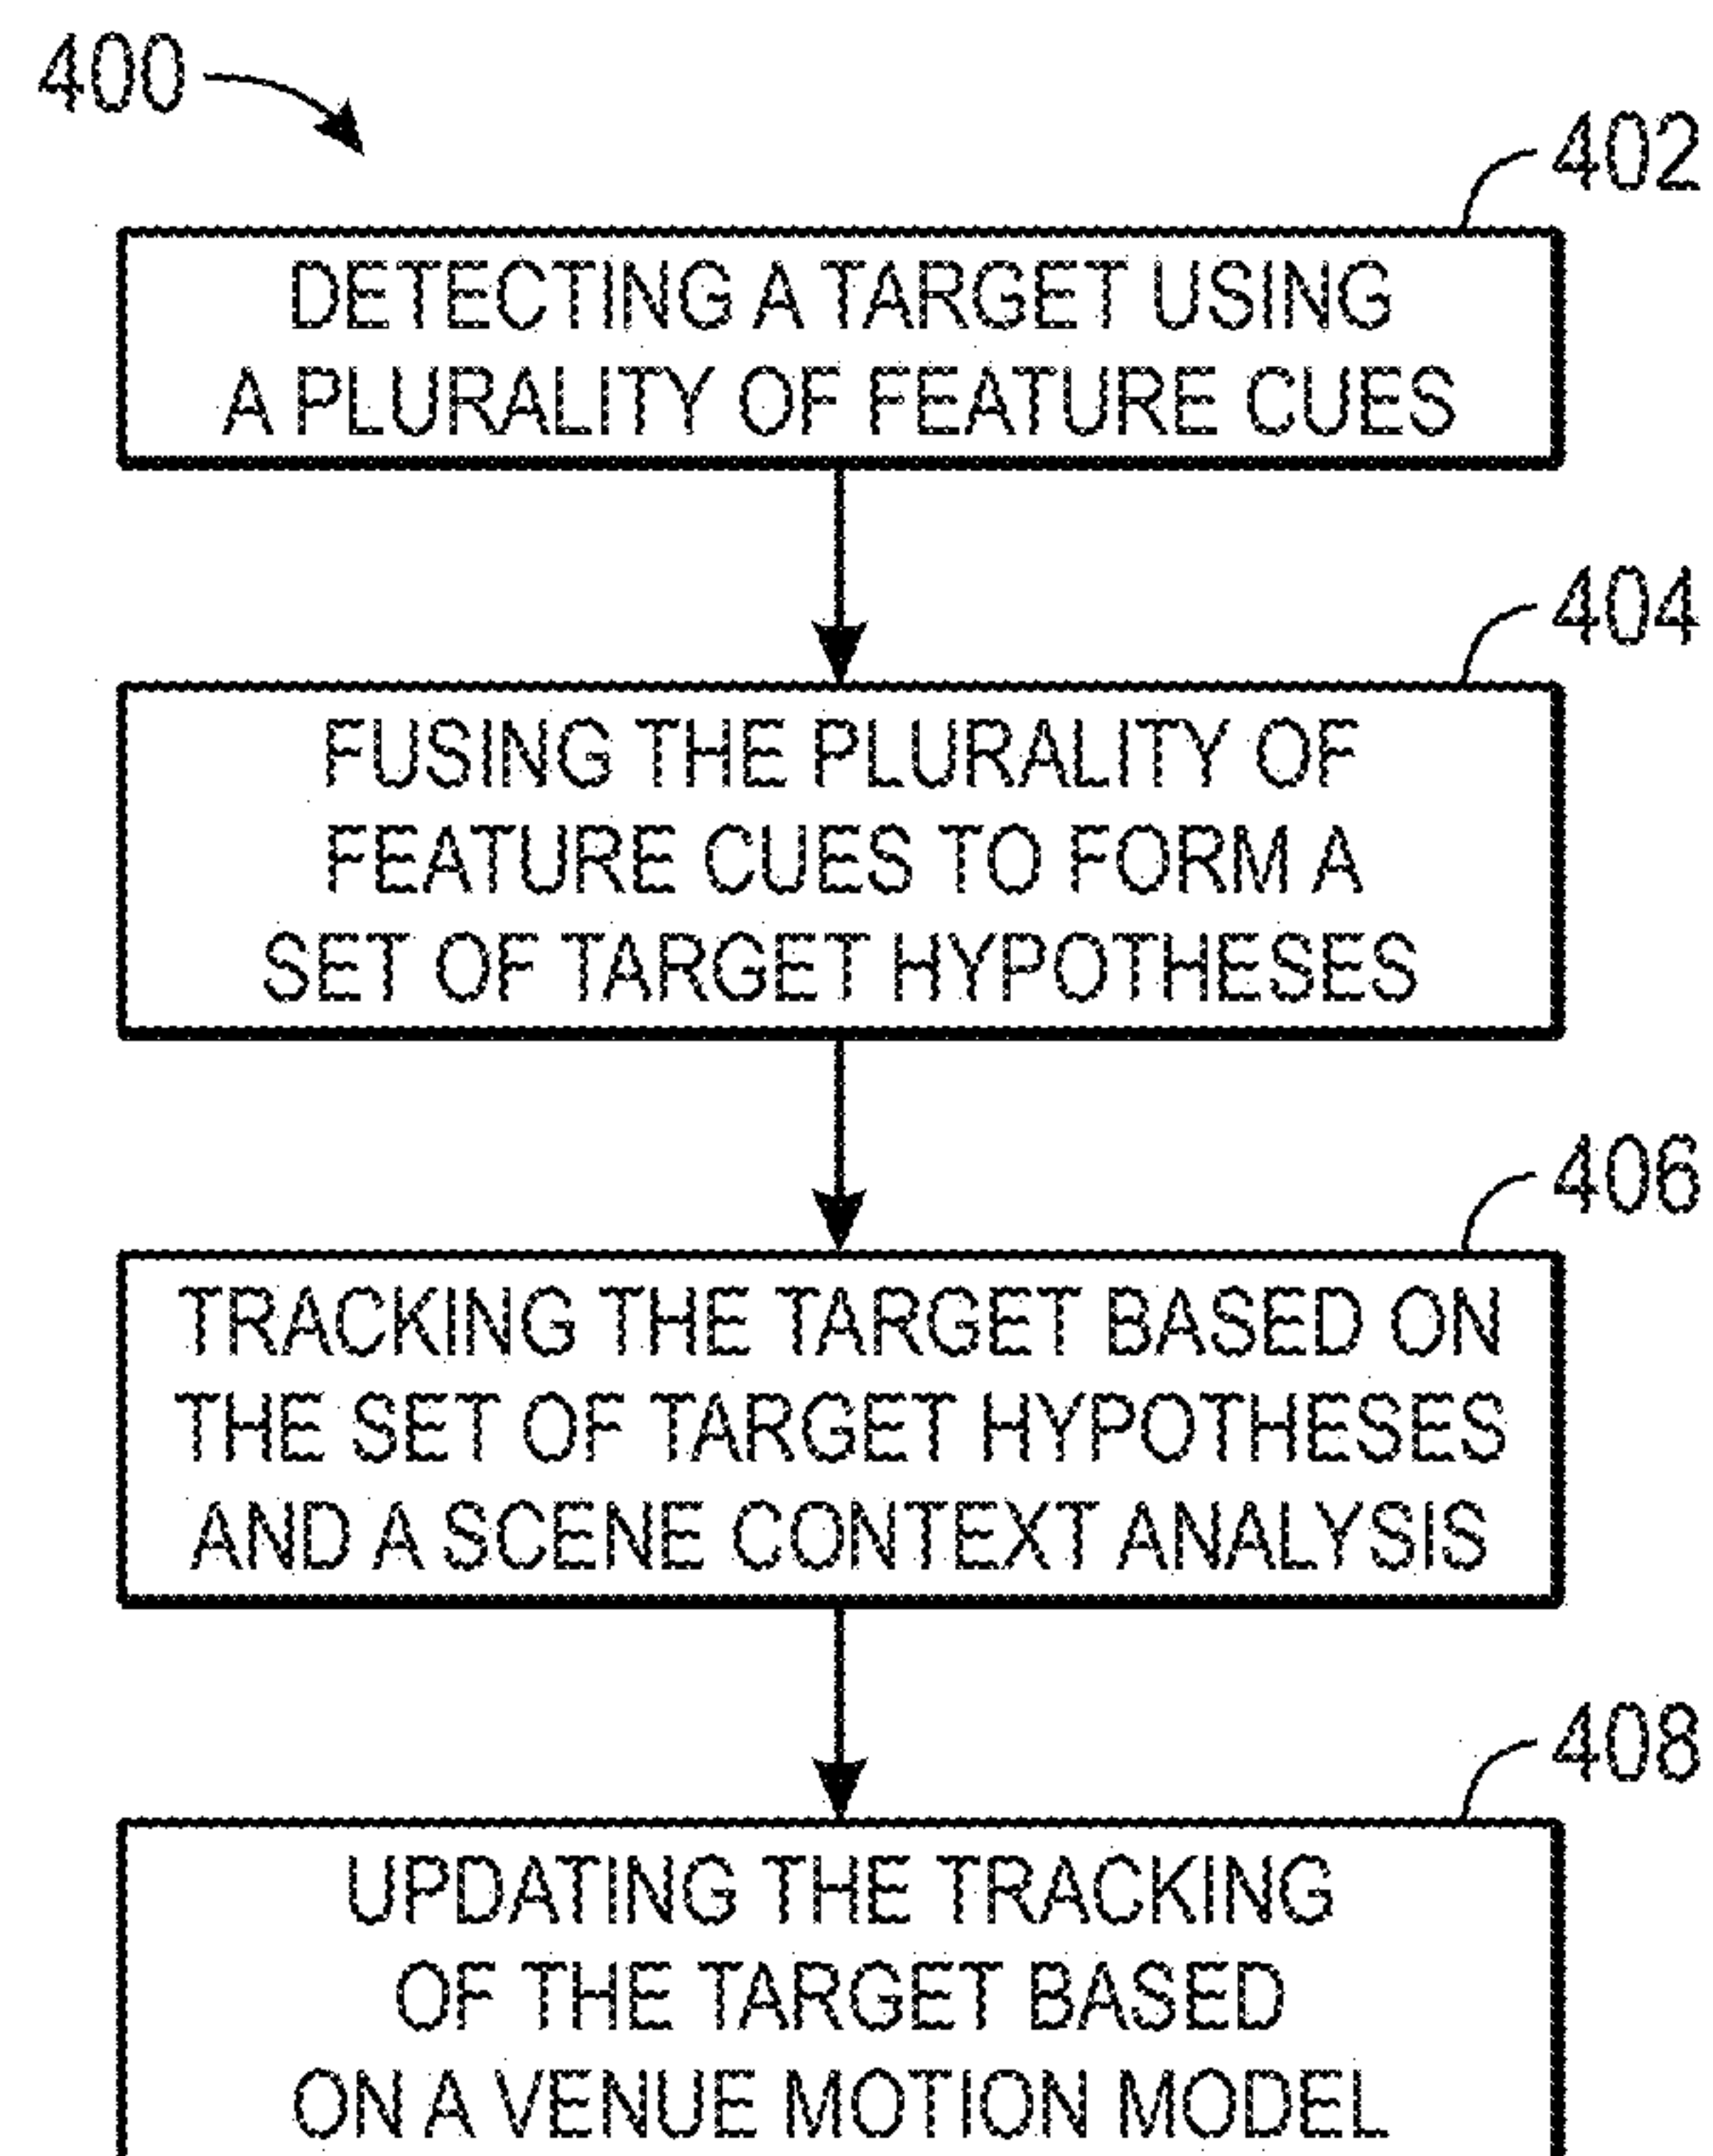 400
402
DETECTING A TARGET USING
A PLURALITY OF FEATURE CUES
404
FUSING THE PLURALITY OF
FEATURE CUES TO FORM A
SET OF TARGET HYPOTHESES
406
TRACKING THE TARGET BASED ON
THE SET OF TARGET HYPOTHESES
AND A SCENE CONTEXT ANALYSIS
408
UPDATING THE TRACKING
OF THE TARGET BASED
ON A VENUE MOTION MODEL